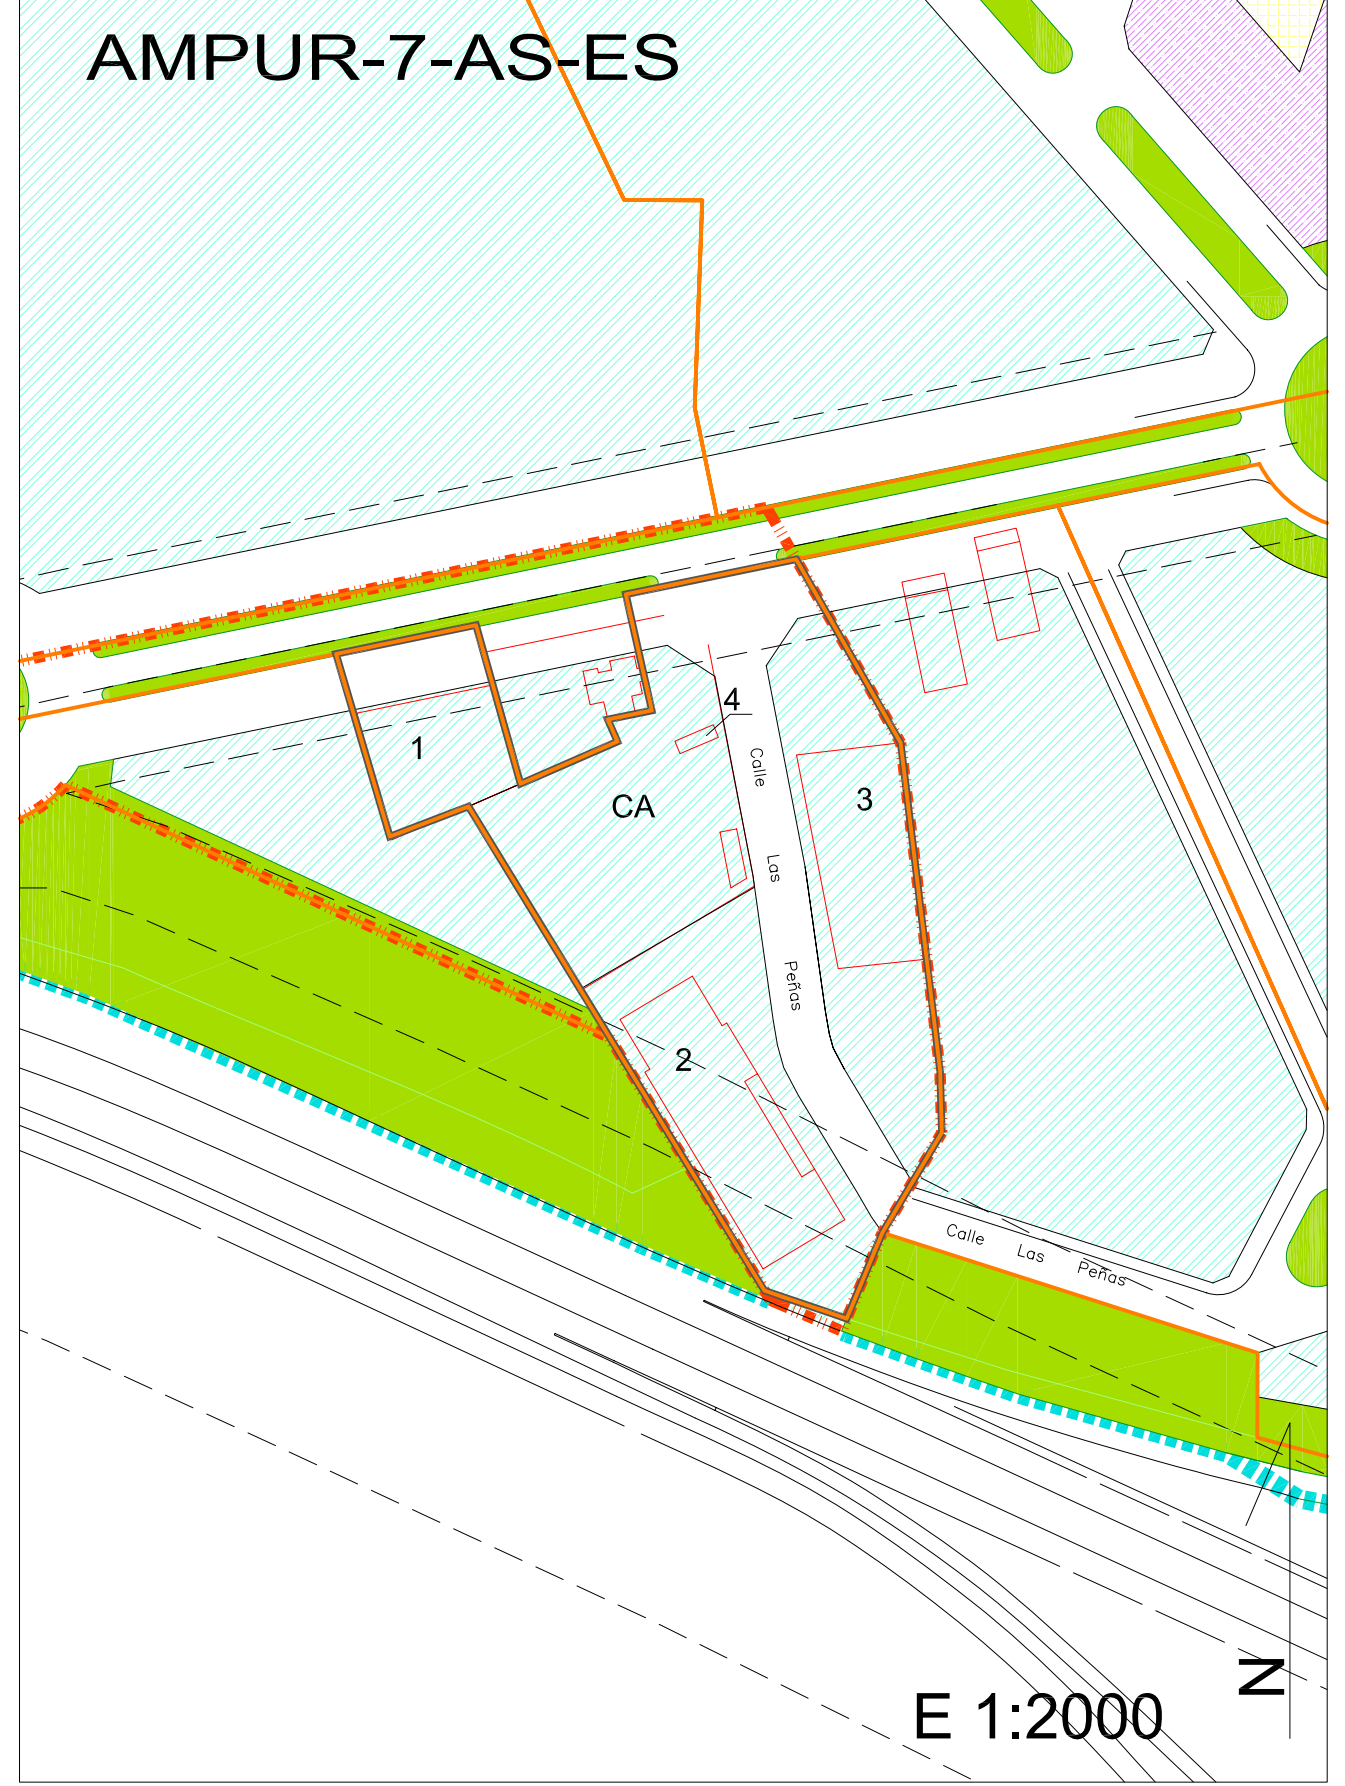 AMPUR-7-AS-ES
4
1
Calle
CA
3
Las
Peñas
2
Calle Las Peñas
N
E 1:2000